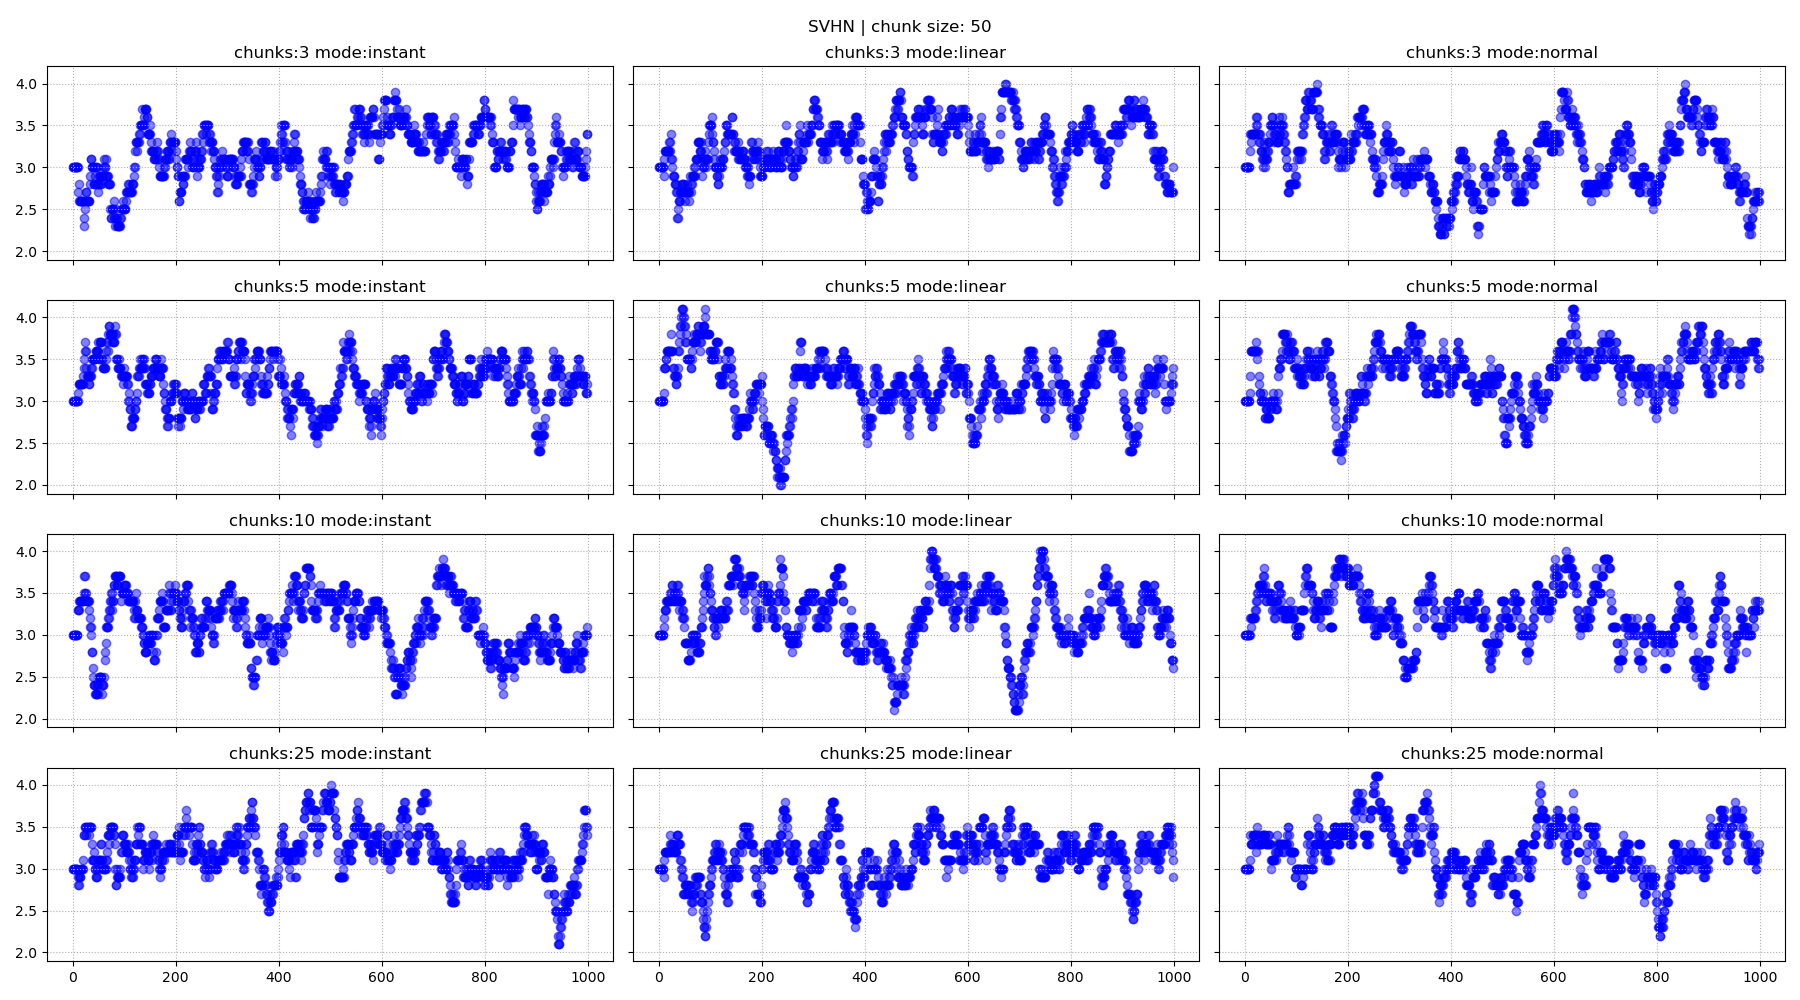 SVHN | chunk size: 50
chunks:3 mode:instant
chunks:3 mode:linear
chunks:3 mode:normal
4.0
3.5
3.0
2.5
2.0
0 200 400 600 800 1000
chunks:5 mode:instant
chunks:5 mode:linear
chunks:5 mode:normal
4.0
3.5
3.0
2.5
2.0
chunks:10 mode:instant
chunks:10 mode:linear
chunks:10 mode:normal
4.0
3.5
3.0
2.5
2.0
chunks:25 mode:instant
chunks:25 mode:linear
chunks:25 mode:normal
4.0
3.5
3.0
2.5
2.0
0 200 400 600 800 1000
0 200 400 600 800 1000